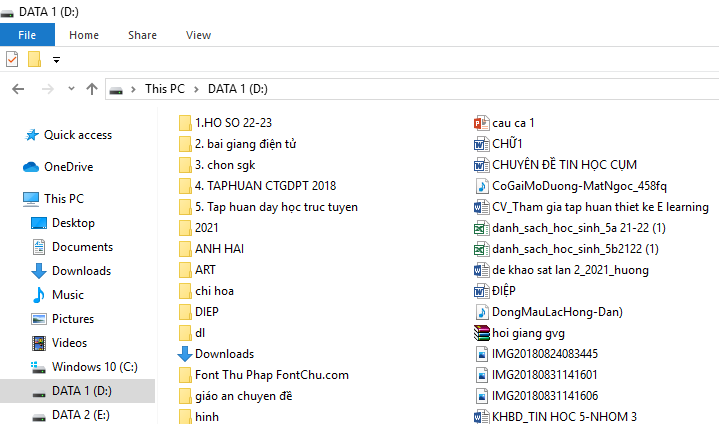 DATA 1 (D:)
File Home Share View
This PC DATA 1 (D:)
Quick access
OneDrive
This PC
Desktop
Documents
Downloads
Music
Pictures
Videos
Windows 10 (C:)
DATA 1 (D:)
DATA 2 (E:)
1.HO SO 22-23
2. bai giang điện tử
3. chon sgk
4. TAPHUAN CTGDPT 2018
5. Tap huan day học truc tuyen
2021
ANH HAI
ART
chi hoa
DIEP
dl
Downloads
Font Thu Phap FontChu.com
giáo an chuyen đề
hinh
cau ca 1
CHỮ1
CHUYÊN ĐỀ TIN HỌC CỤM
CoGaiMoDuong-MatNgoc_458fq
CV_Tham gia tap huan thiet ke E learning
danh_sach_hoc_sinh_5a 21-22 (1)
danh_sach_hoc_sinh_5b2122 (1)
de khao sat lan 2_2021_huong
ĐIỆP
DongMauLacHong-Dan)
hoi giang gvg
IMG20180824083445
IMG20180831141601
IMG20180831141606
KHBD_TIN HOC 5-NHOM 3